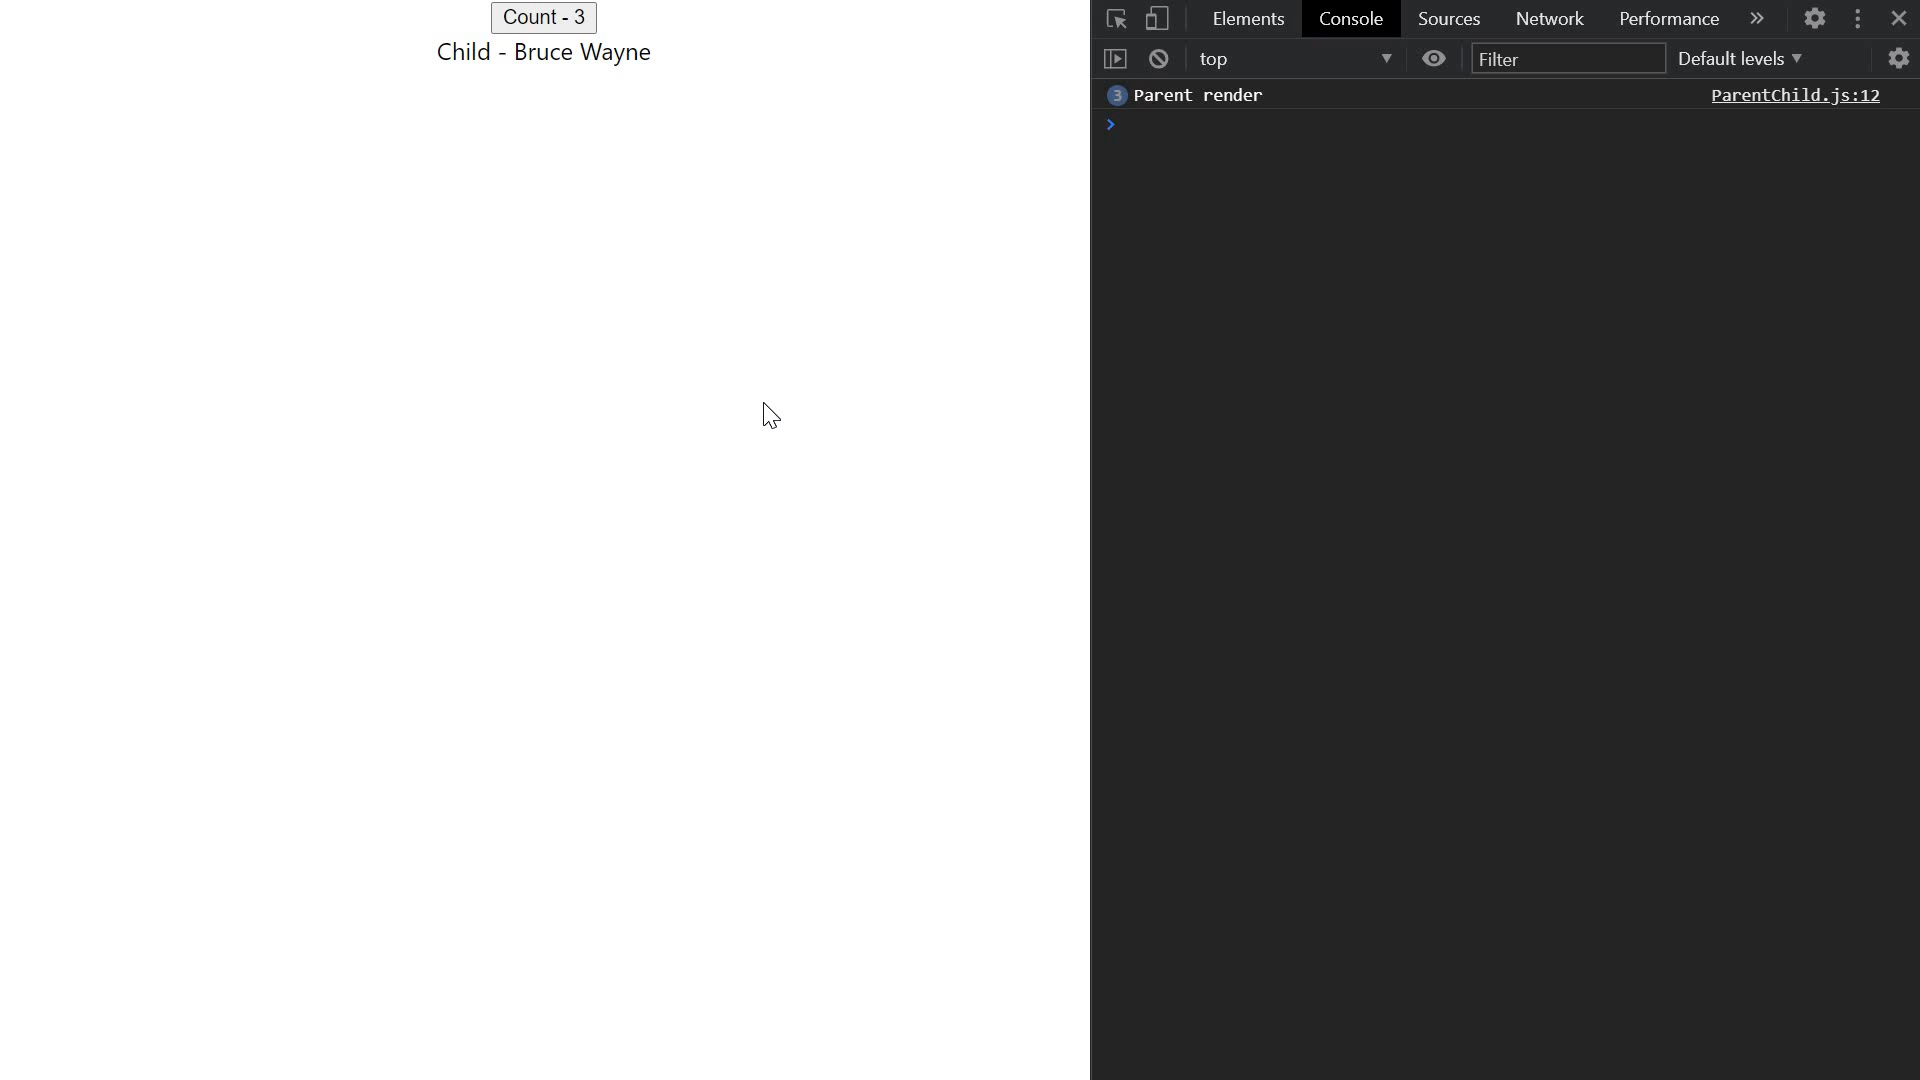 Count - 3
Child - Bruce Wayne
Elements Console Sources Network Performance
top Filter Default levels
3 Parent render ParentChild.js:12